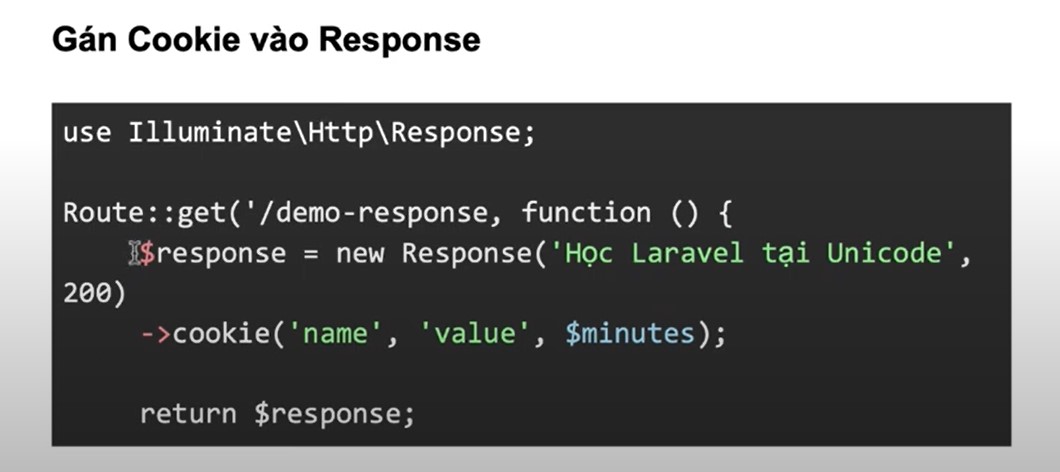 Gán Cookie vào Response
use Illuminate\Http\Response;
Route::get('/demo-response, function () {
$response = new Response('Học Laravel tại Unicode',
200)
->cookie('name', 'value', $minutes);
return $response;